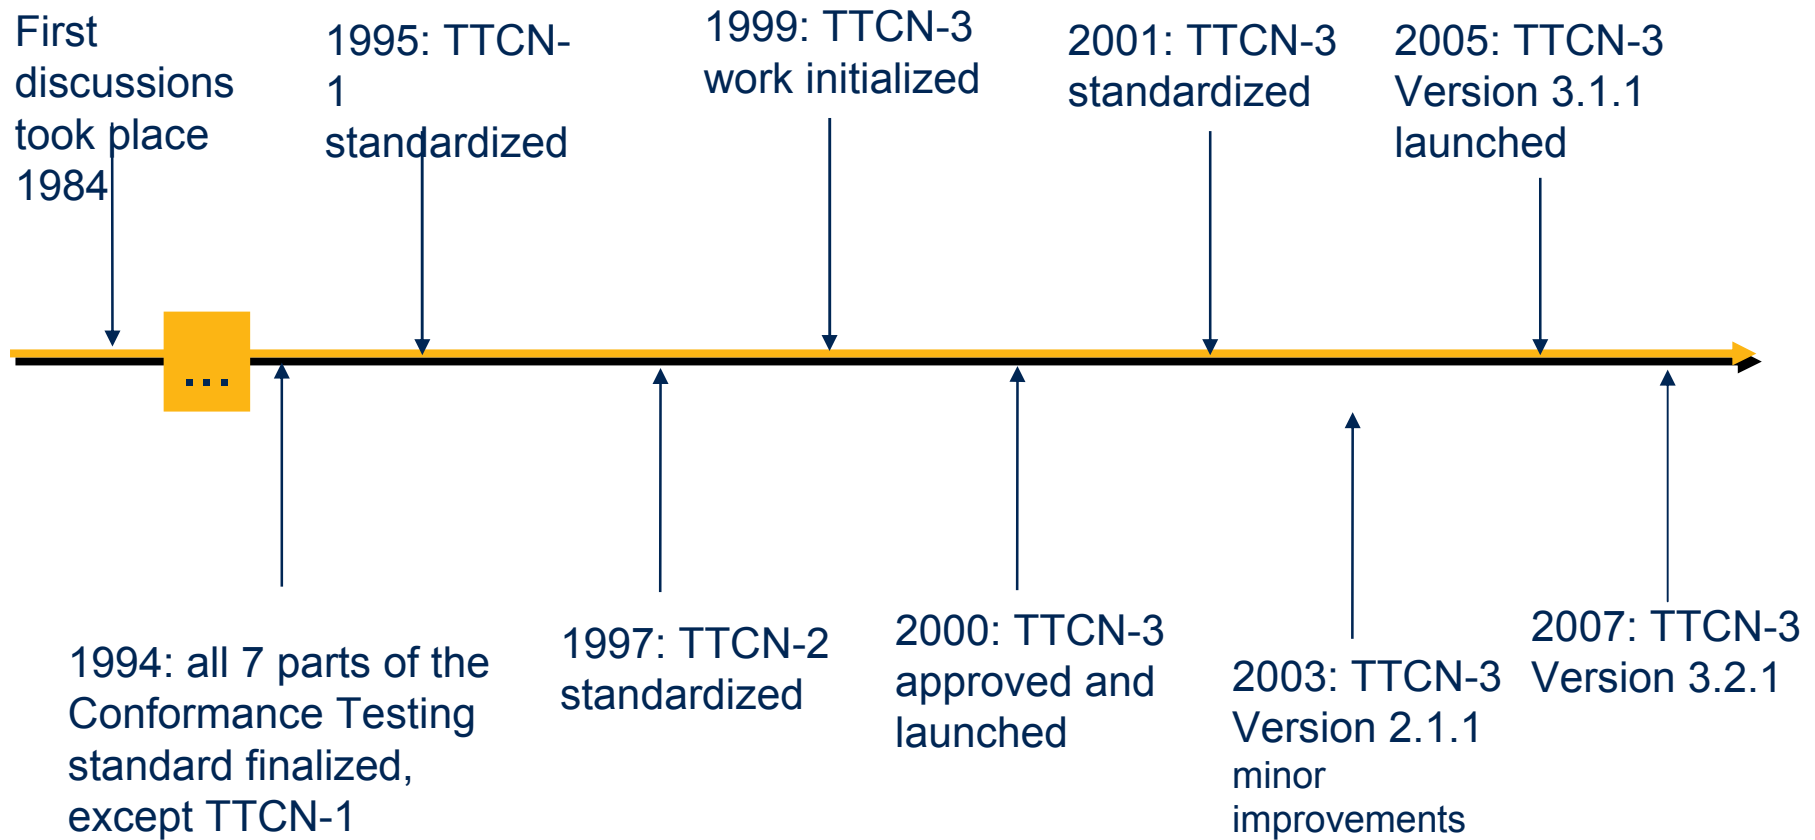 First
discussions
took place
1984
1995: TTCN-
1
standardized
1999: TTCN-3
work initialized
2001: TTCN-3
standardized
2005: TTCN-3
Version 3.1.1
launched
...
1994: all 7 parts of the
Conformance Testing
standard finalized,
except TTCN-1
1997: TTCN-2
standardized
2000: TTCN-3
approved and
launched
2003: TTCN-3
Version 2.1.1
minor
improvements
2007: TTCN-3
Version 3.2.1